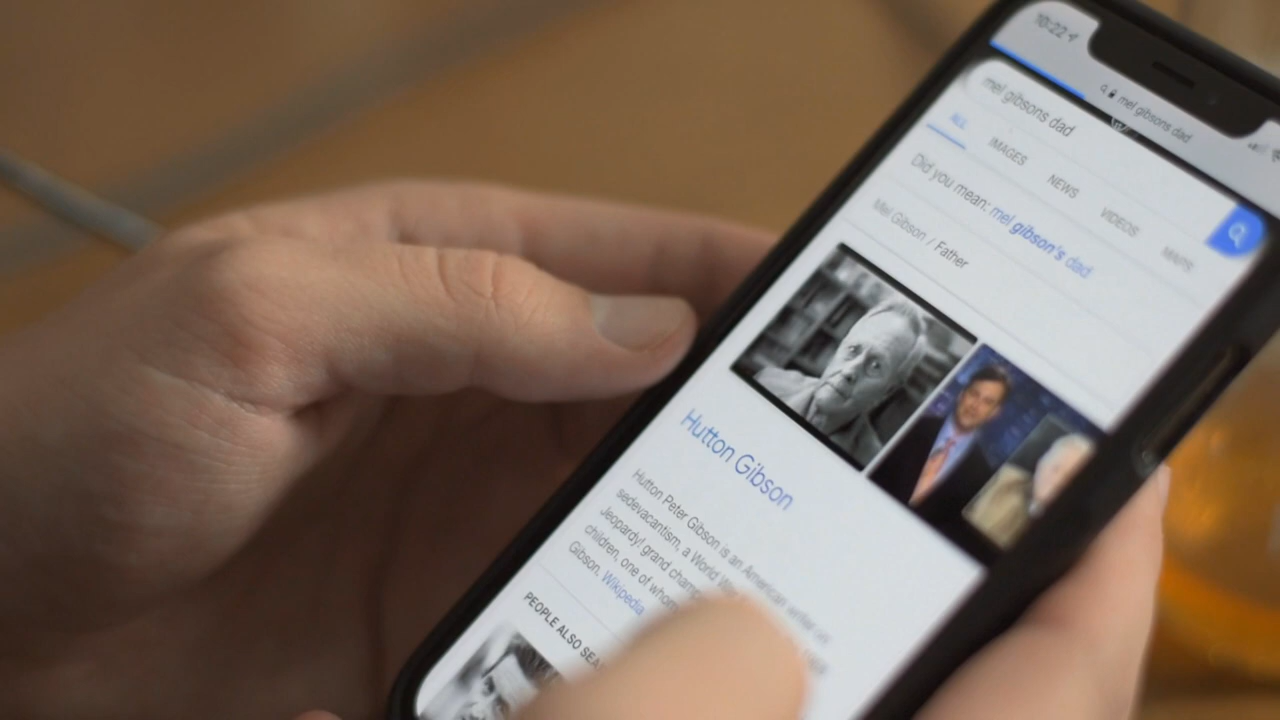 10:22
mel gibsons dad
mel gibsons dad
ALL IMAGES NEWS VIDEOS MAPS
Did you mean: mel gibson's dad
Mel Gibson / Father
Hutton Gibson
Hutton Peter Gibson is an American writer on
sedevacantism, a World War
Jeopardy! grand champ
children, one of whom
Gibson. Wikipedia
PEOPLE ALSO SEA